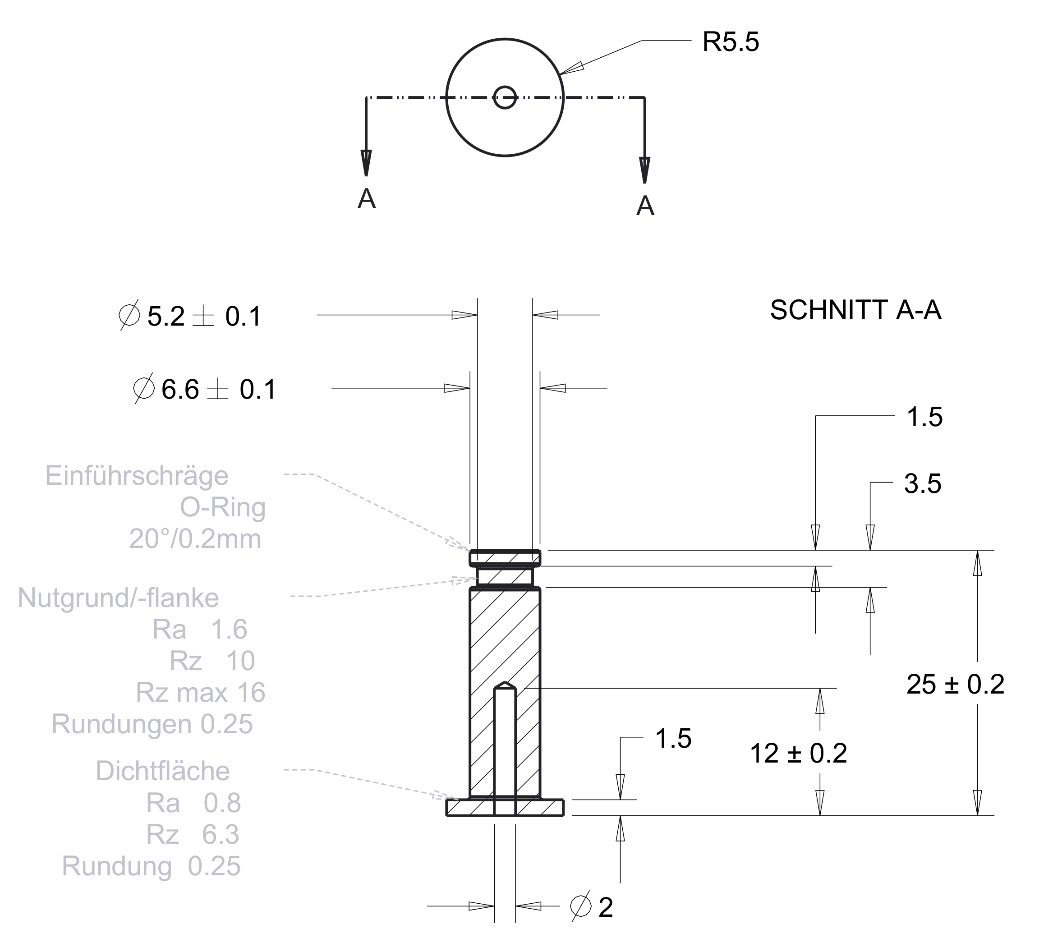 R5.5
A
A
∅ 5.2 ± 0.1
SCHNITT A-A
∅ 6.6 ± 0.1
1.5
Einführschräge
O-Ring
20°/0.2mm
3.5
Nutgrund/-flanke
Ra 1.6
Rz 10
Rz max 16
Rundungen 0.25
25 ± 0.2
1.5
12 ± 0.2
Dichtfläche
Ra 0.8
Rz 6.3
Rundung 0.25
∅ 2